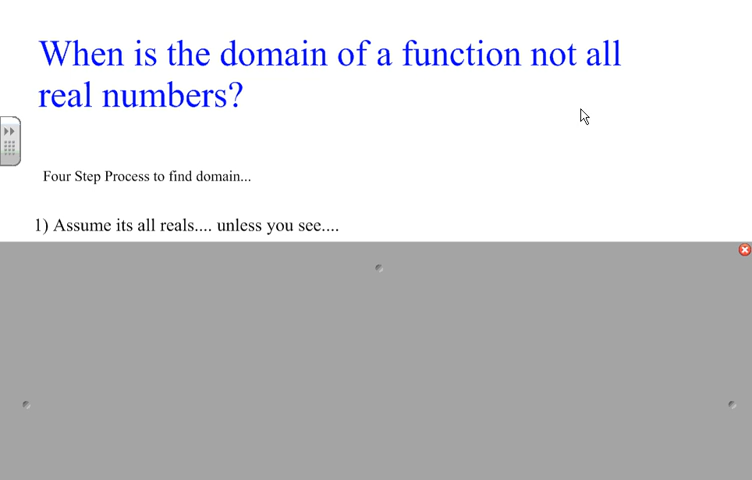 When is the domain of a function not all
real numbers?
Four Step Process to find domain...
1) Assume its all reals.... unless you see....